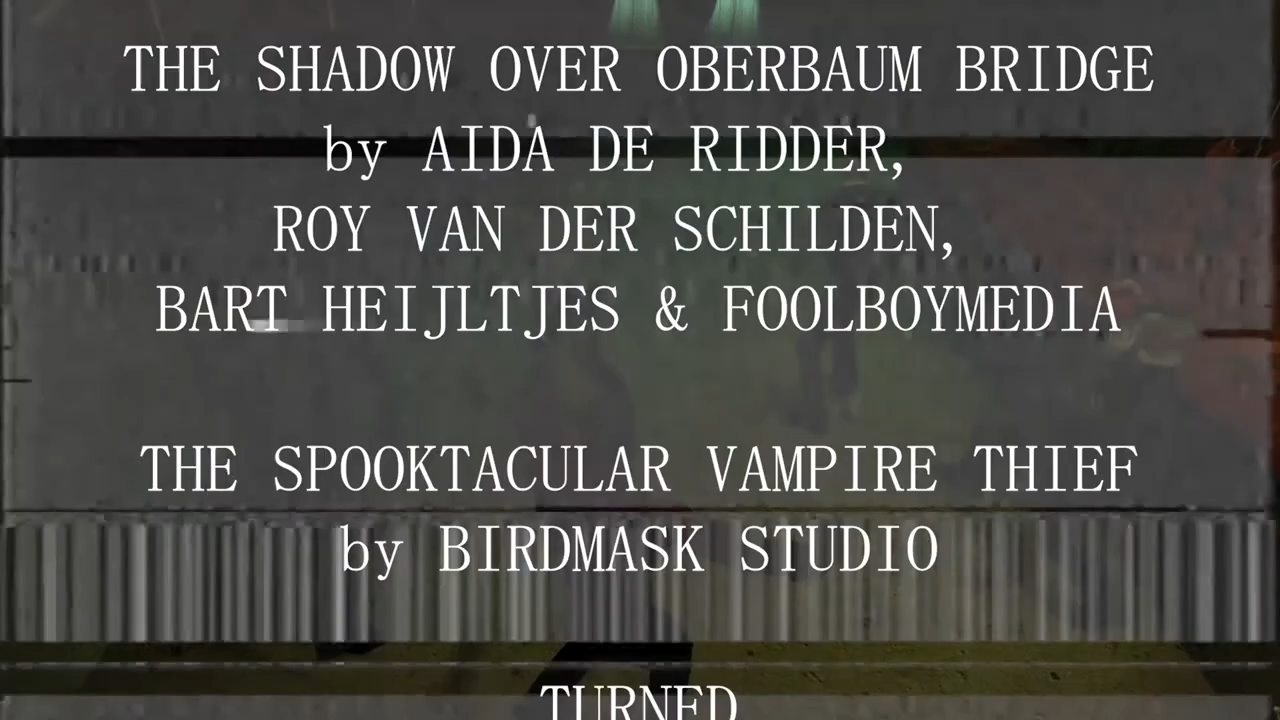 THE SHADOW OVER OBERBAUM BRIDGE
by AIDA DE RIDDER,
ROY VAN DER SCHILDEN,
BART HEIJLTJES & FOOLBOYMEDIA
THE SPOOKTACULAR VAMPIRE THIEF
by BIRDMASK STUDIO
TURNED